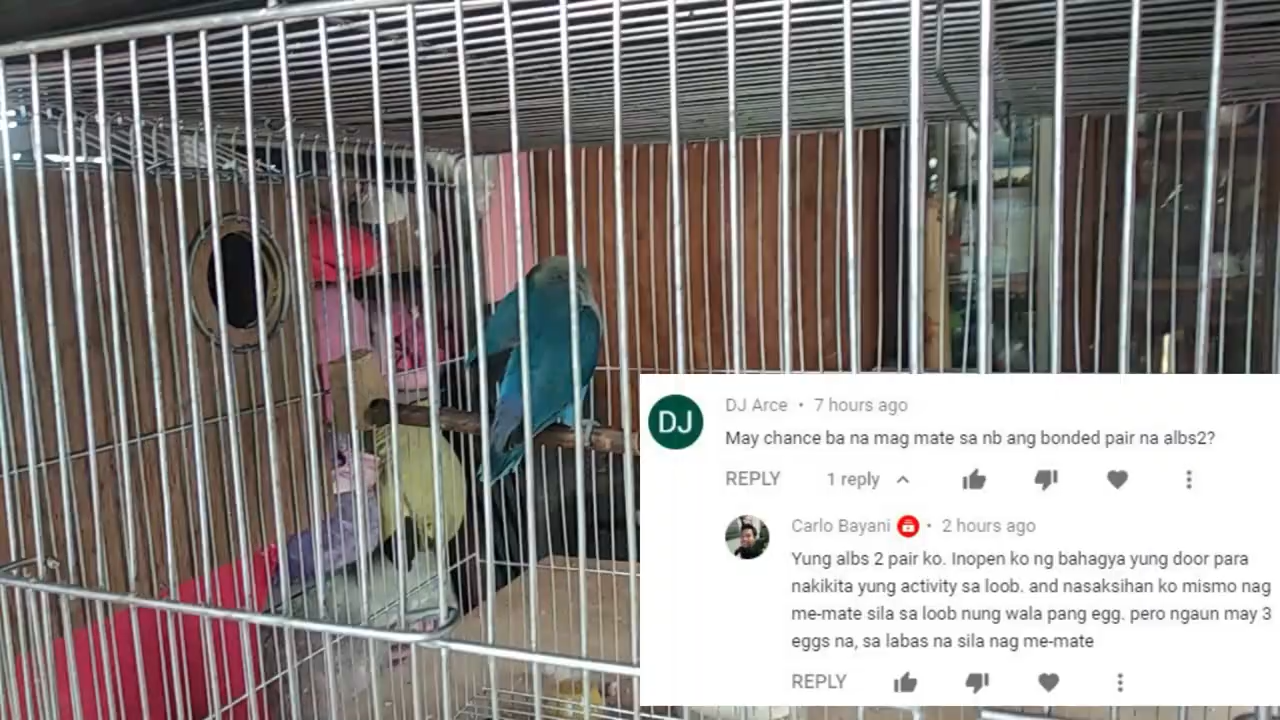 DJ
DJ Arce • 7 hours ago
May chance ba na mag mate sa nb ang bonded pair na albs2?
REPLY 1 reply
Carlo Bayani • 2 hours ago
Yung albs 2 pair ko. Inopen ko ng bahagya yung door para
nakikita yung activity sa loob. and nasaksihan ko mismo nag
me-mate sila sa loob nung wala pang egg. pero ngaun may 3
eggs na, sa labas na sila nag me-mate
REPLY